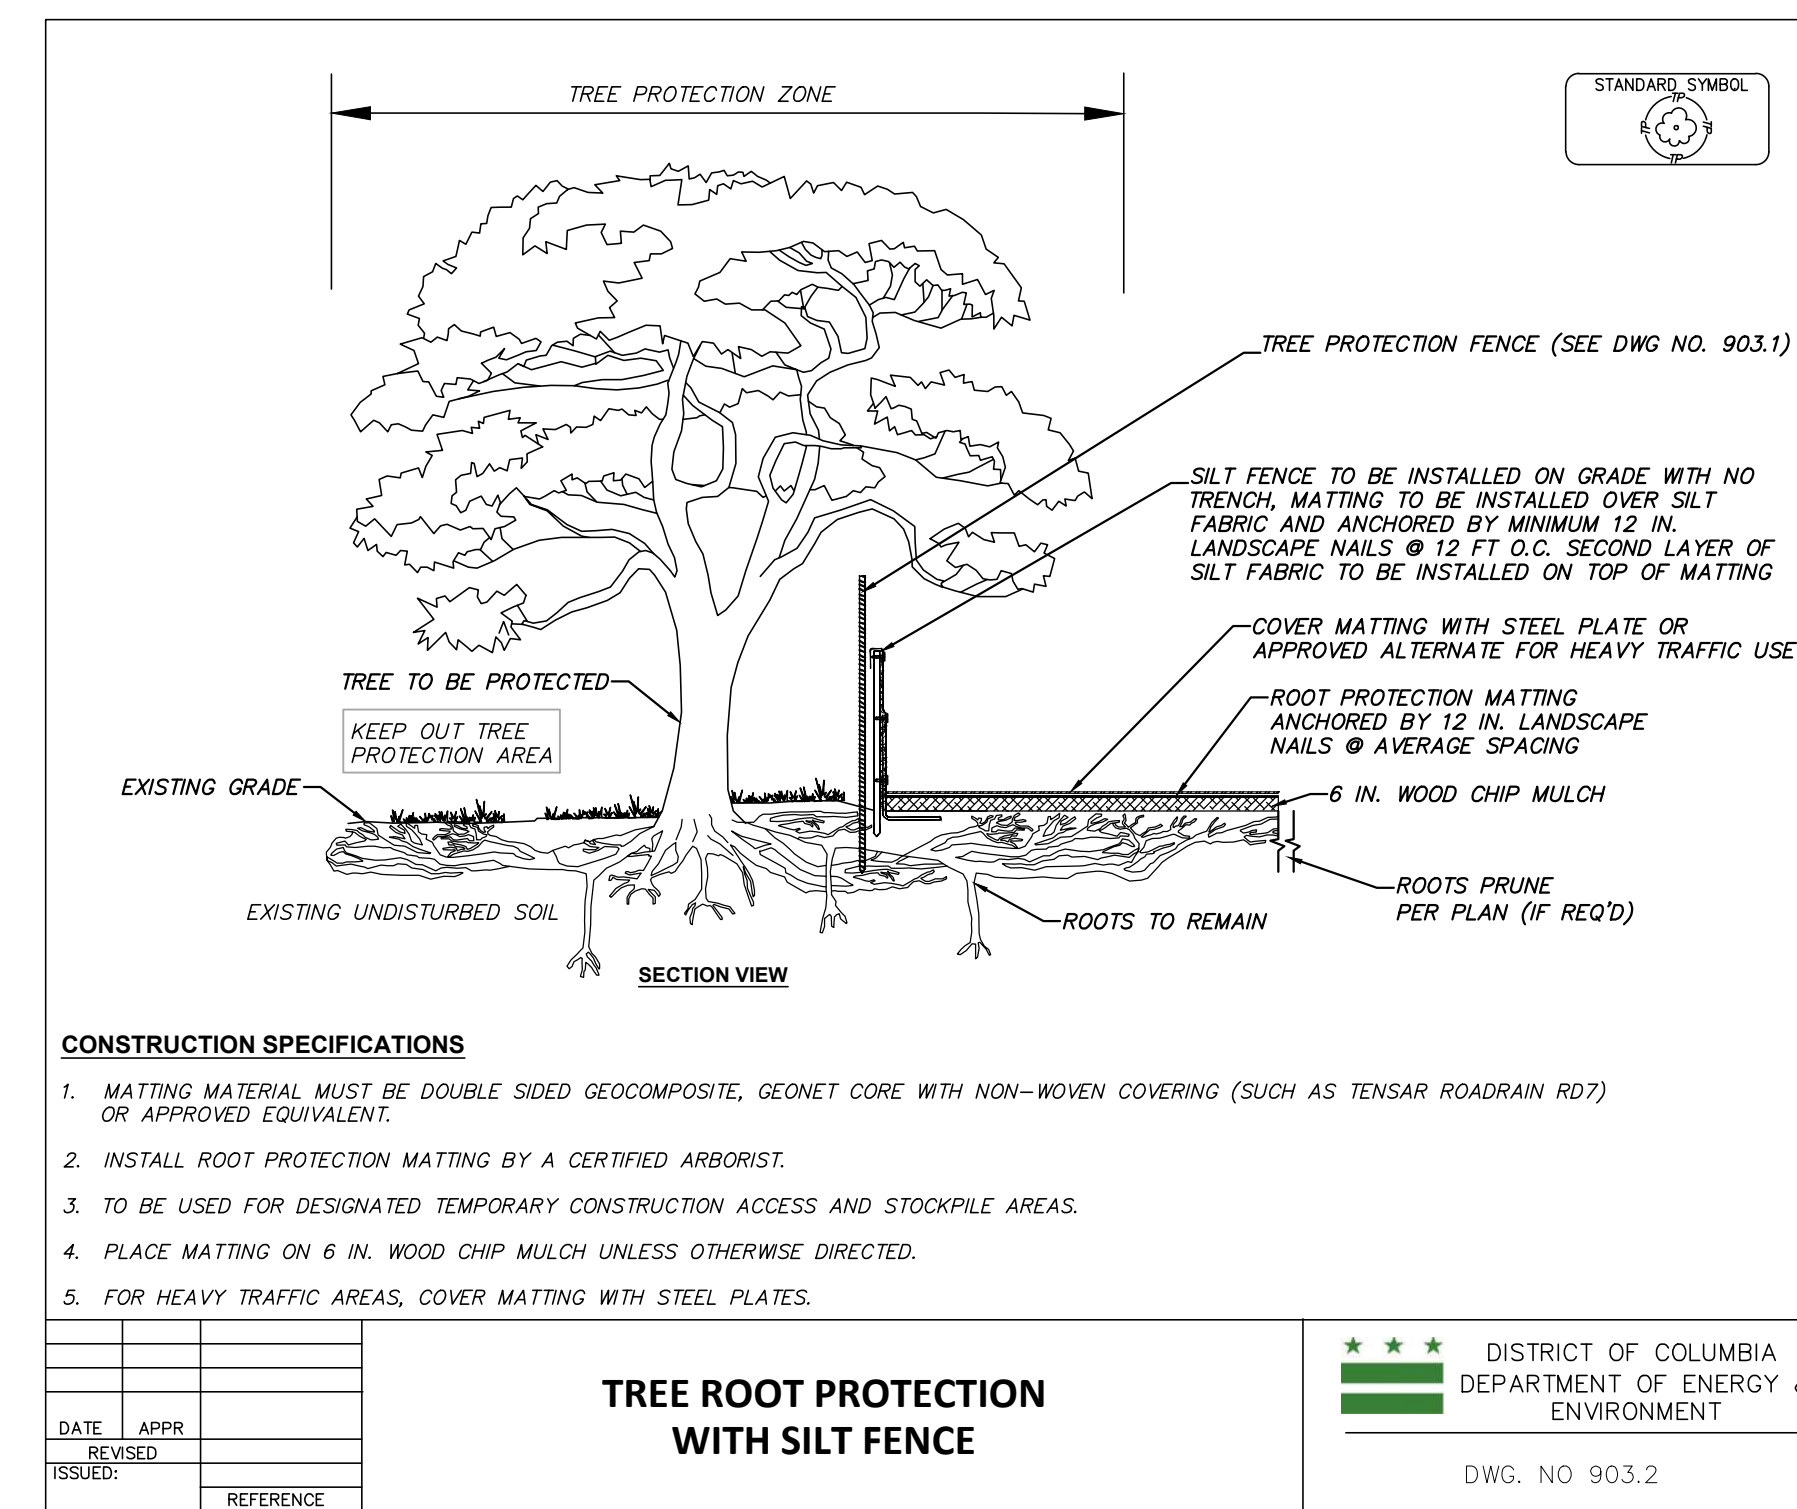 TREE PROTECTION ZONE
STANDARD SYMBOL
TP
TP
TP
TP
TREE PROTECTION FENCE (SEE DWG NO. 903.1)
SILT FENCE TO BE INSTALLED ON GRADE WITH NO
TRENCH, MATTING TO BE INSTALLED OVER SILT
FABRIC AND ANCHORED BY MINIMUM 12 IN.
LANDSCAPE NAILS @ 12 FT O.C. SECOND LAYER OF
SILT FABRIC TO BE INSTALLED ON TOP OF MATTING
COVER MATTING WITH STEEL PLATE OR
APPROVED ALTERNATE FOR HEAVY TRAFFIC USE
TREE TO BE PROTECTED
ROOT PROTECTION MATTING
ANCHORED BY 12 IN. LANDSCAPE
NAILS @ AVERAGE SPACING
KEEP OUT TREE
PROTECTION AREA
EXISTING GRADE
6 IN. WOOD CHIP MULCH
ROOTS PRUNE
PER PLAN (IF REQ'D)
EXISTING UNDISTURBED SOIL
ROOTS TO REMAIN
SECTION VIEW
CONSTRUCTION SPECIFICATIONS
1. MATTING MATERIAL MUST BE DOUBLE SIDED GEOCOMPOSITE, GEONET CORE WITH NON-WOVEN COVERING (SUCH AS TENSAR ROADRAIN RD7)
OR APPROVED EQUIVALENT.
2. INSTALL ROOT PROTECTION MATTING BY A CERTIFIED ARBORIST.
3. TO BE USED FOR DESIGNATED TEMPORARY CONSTRUCTION ACCESS AND STOCKPILE AREAS.
4. PLACE MATTING ON 6 IN. WOOD CHIP MULCH UNLESS OTHERWISE DIRECTED.
5. FOR HEAVY TRAFFIC AREAS, COVER MATTING WITH STEEL PLATES.
DATE APPR
REVISED
ISSUED:
REFERENCE
TREE ROOT PROTECTION
WITH SILT FENCE
DISTRICT OF COLUMBIA
DEPARTMENT OF ENERGY
ENVIRONMENT
DWG. NO 903.2